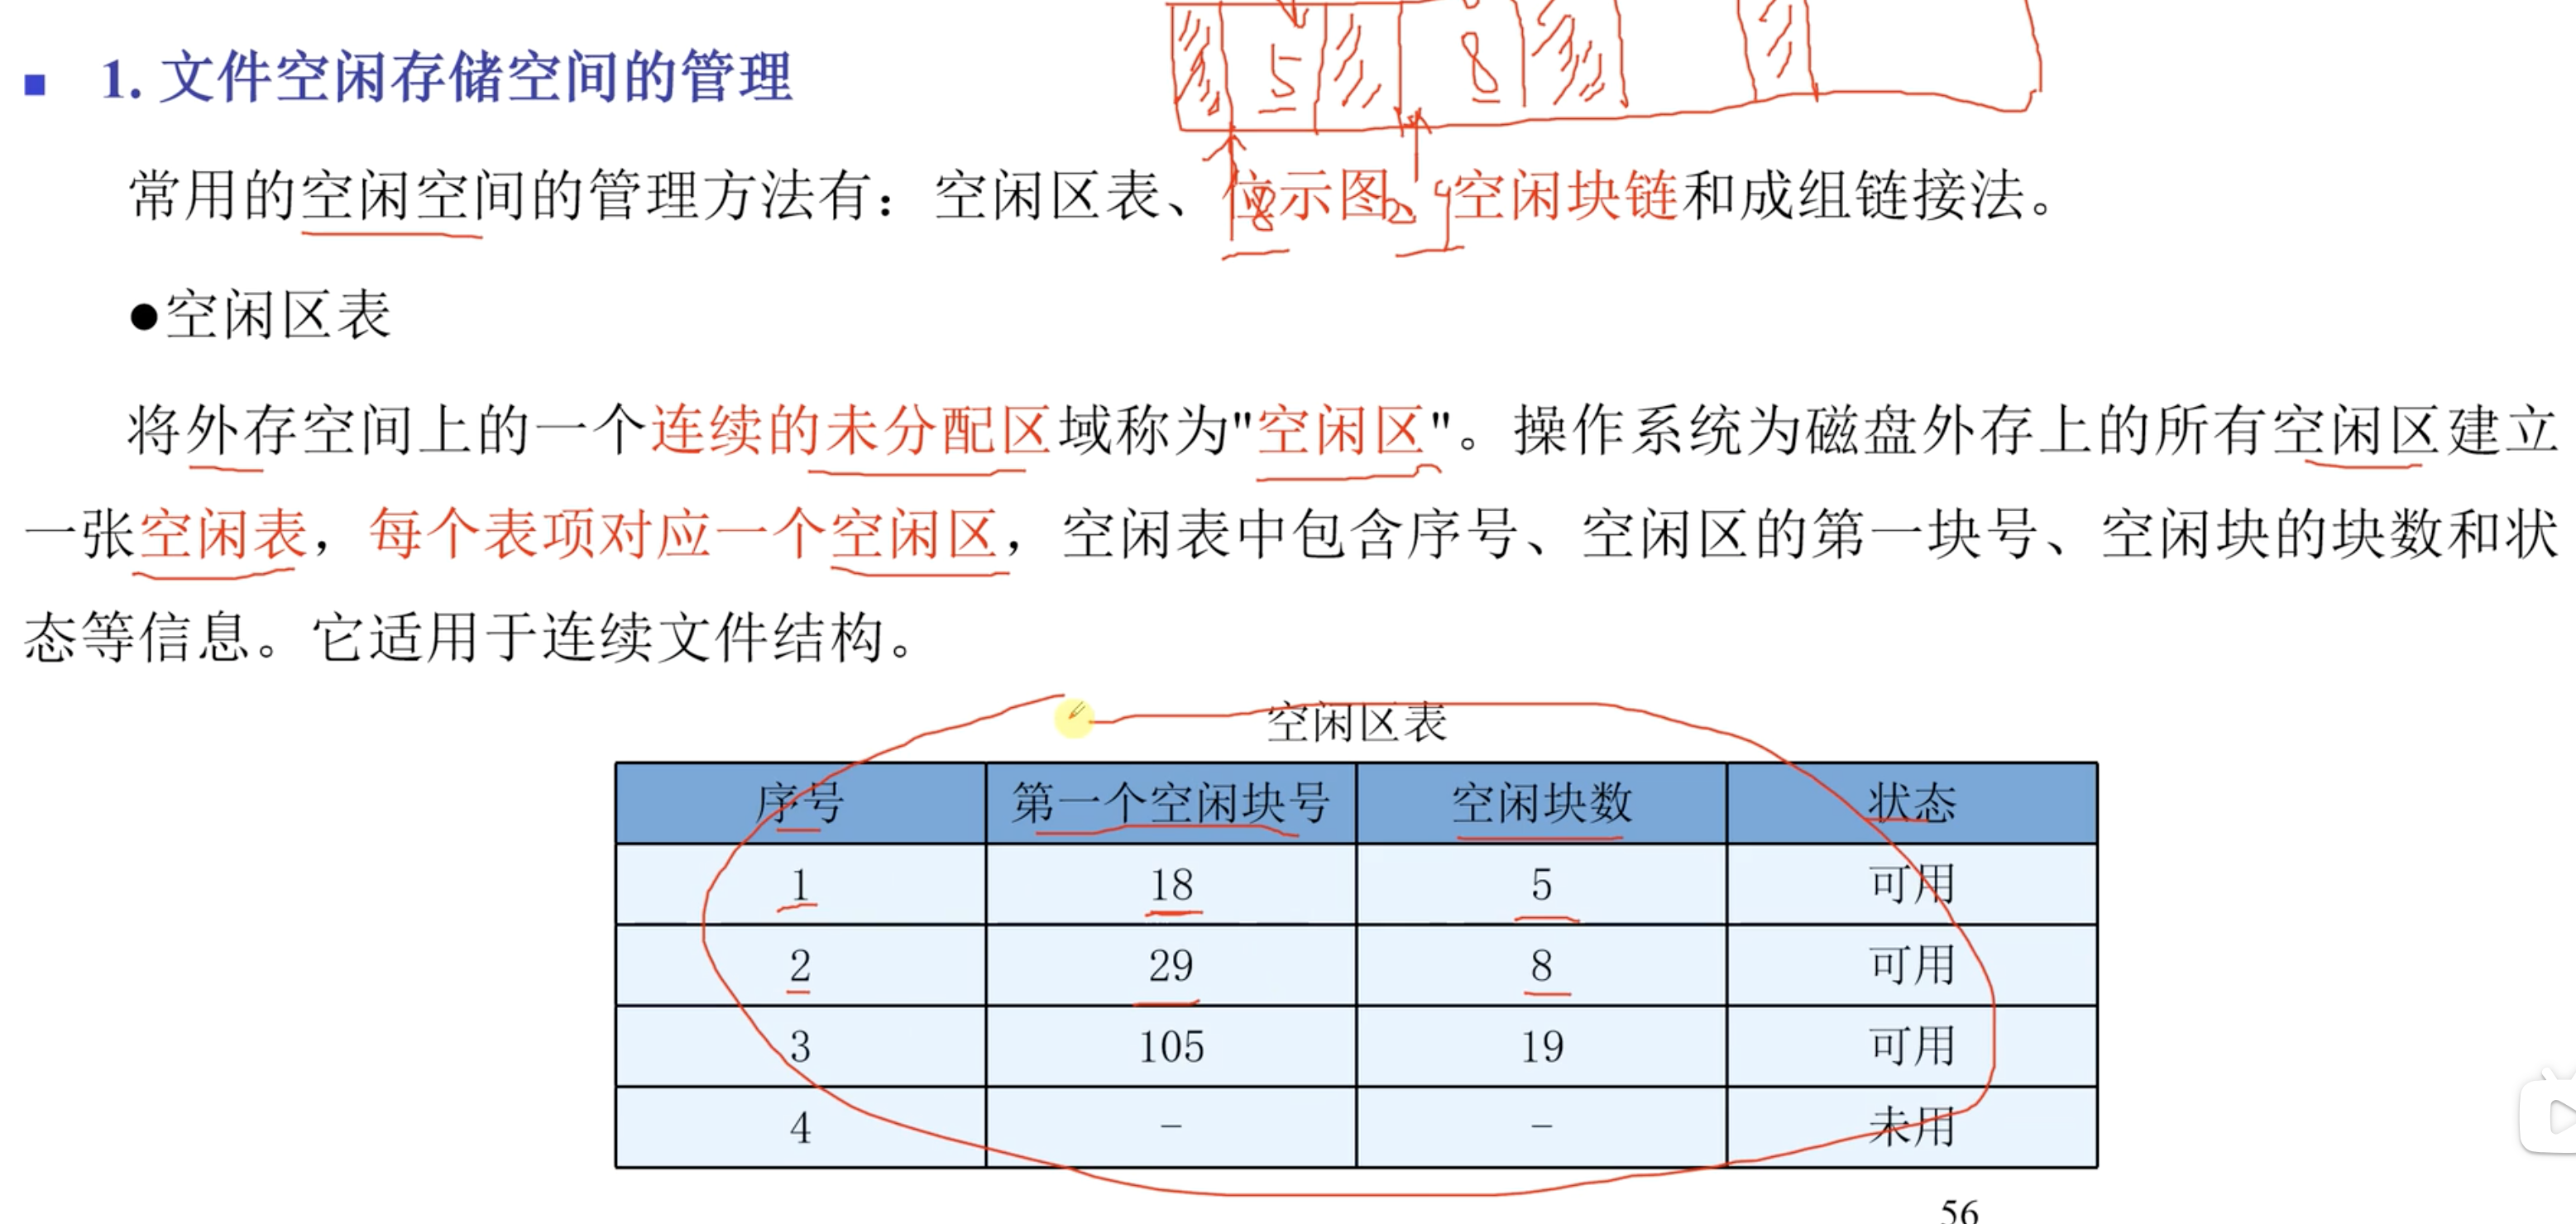 5 8
1. 文件空闲存储空间的管理
常用的空闲空间的管理方法有：空闲区表、位示图、空闲块链和成组链接法。
●空闲区表
将外存空间上的一个连续的未分配区域称为"空闲区"。操作系统为磁盘外存上的所有空闲区建立
一张空闲表，每个表项对应一个空闲区，空闲表中包含序号、空闲区的第一块号、空闲块的块数和状
态等信息。它适用于连续文件结构。
空闲区表
序号 第一个空闲块号 空闲块数 状态
1 18 5 可用
2 29 8 可用
3 105 19 可用
4 – – 未用
56